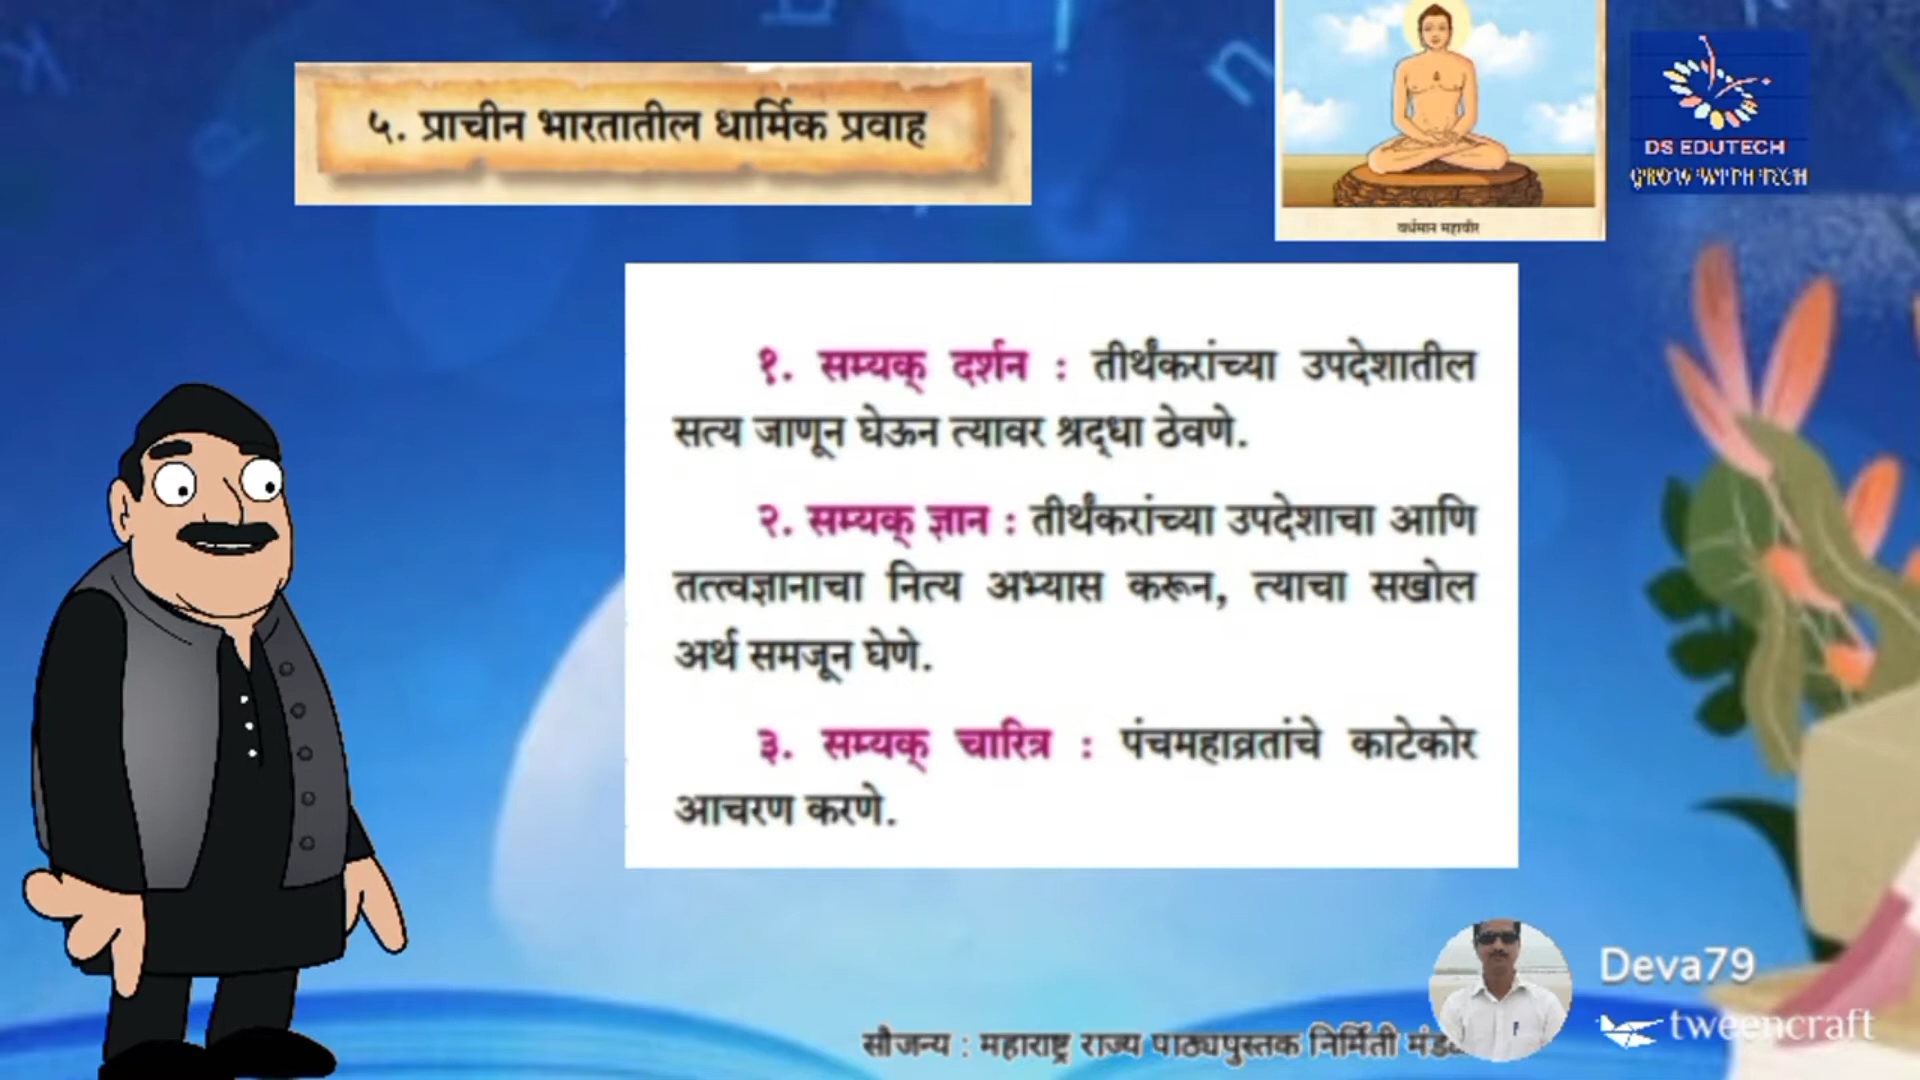 ५. प्राचीन भारतातील धार्मिक प्रवाह
वर्धमान महावीर
DS EDUTECH
GROW WITH TECH
१. सम्यक् दर्शन : तीर्थंकरांच्या उपदेशातील
सत्य जाणून घेऊन त्यावर श्रद्‌धा ठेवणे.
२. सम्यक् ज्ञान : तीर्थंकरांच्या उपदेशाचा आणि
तत्त्वज्ञानाचा नित्य अभ्यास करून, त्याचा सखोल
अर्थ समजून घेणे.
३. सम्यक् चारित्र : पंचमहाव्रतांचे काटेकोर
आचरण करणे.
Deva79
tweencraft
सौजन्य : महाराष्ट्र राज्य पाठ्यपुस्तक निर्मिती